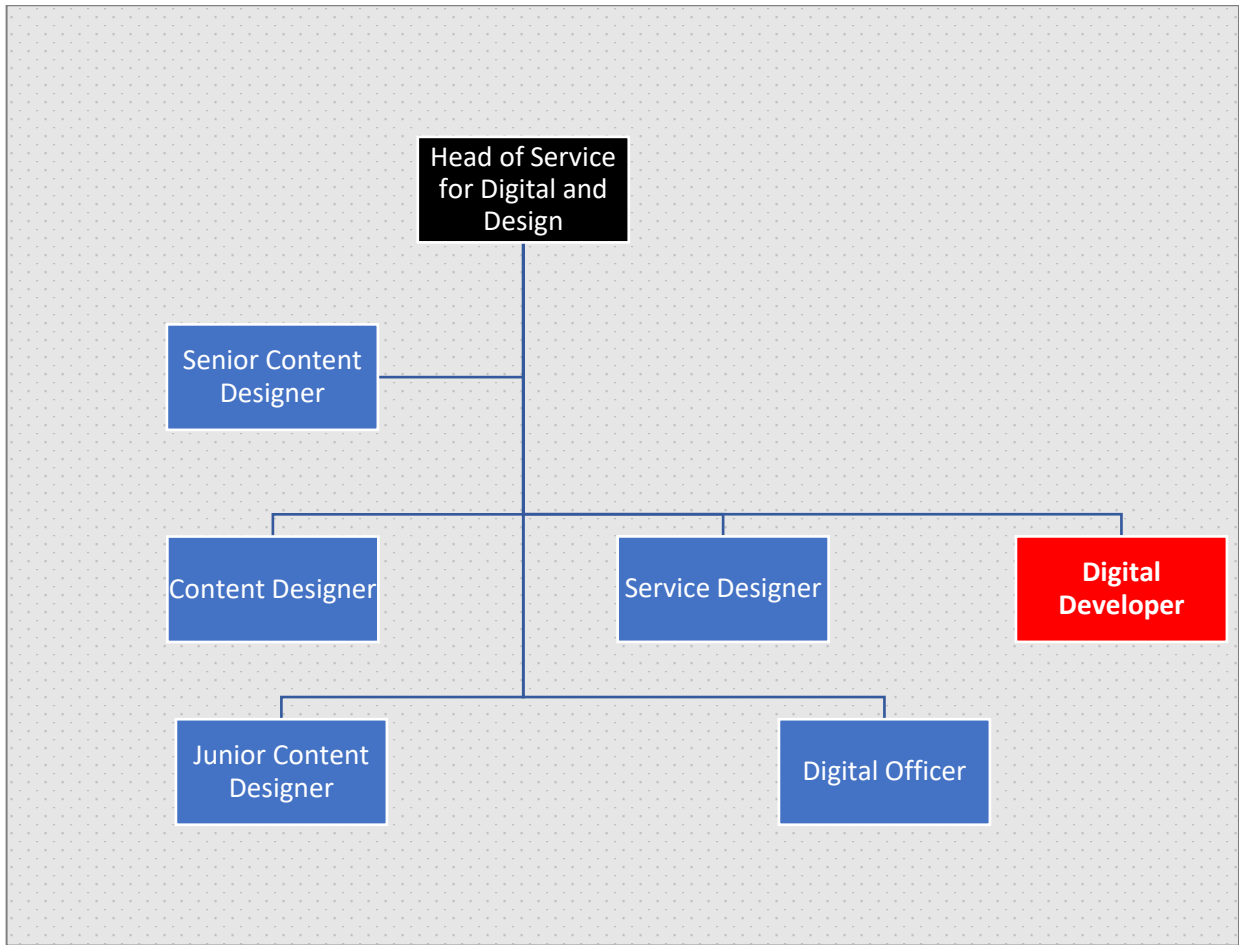 Head of Service
for Digital and
Design
Senior Content
Designer
Content Designer
Service Designer
Digital
Developer
Junior Content
Designer
Digital Officer